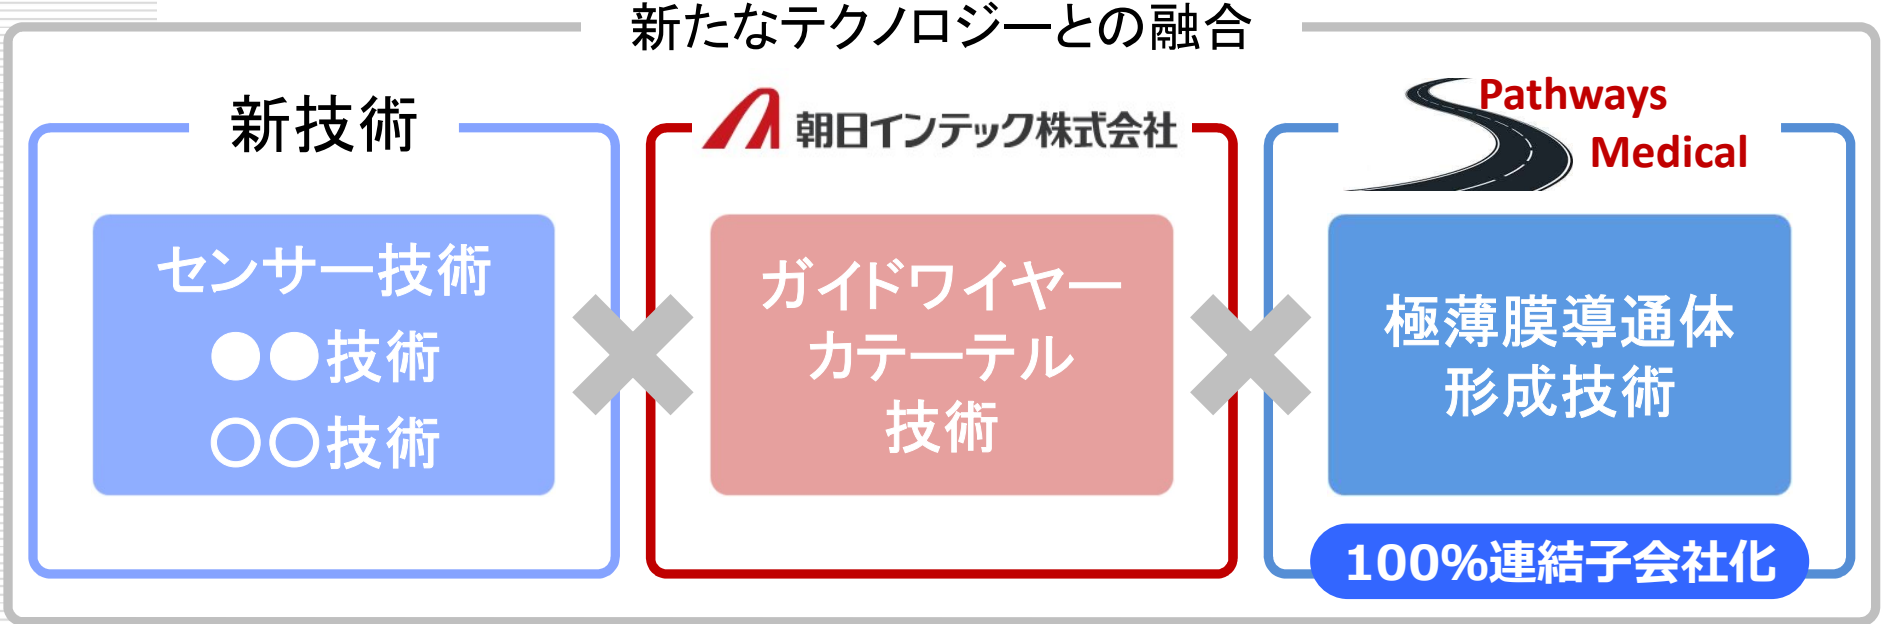 新たなテクノロジーとの融合
新技術
センサー技術
●●技術
○○技術
朝日インテック株式会社
ガイドワイヤー
カテーテル
技術
Pathways
Medical
極薄膜導通体
形成技術
100%連結子会社化